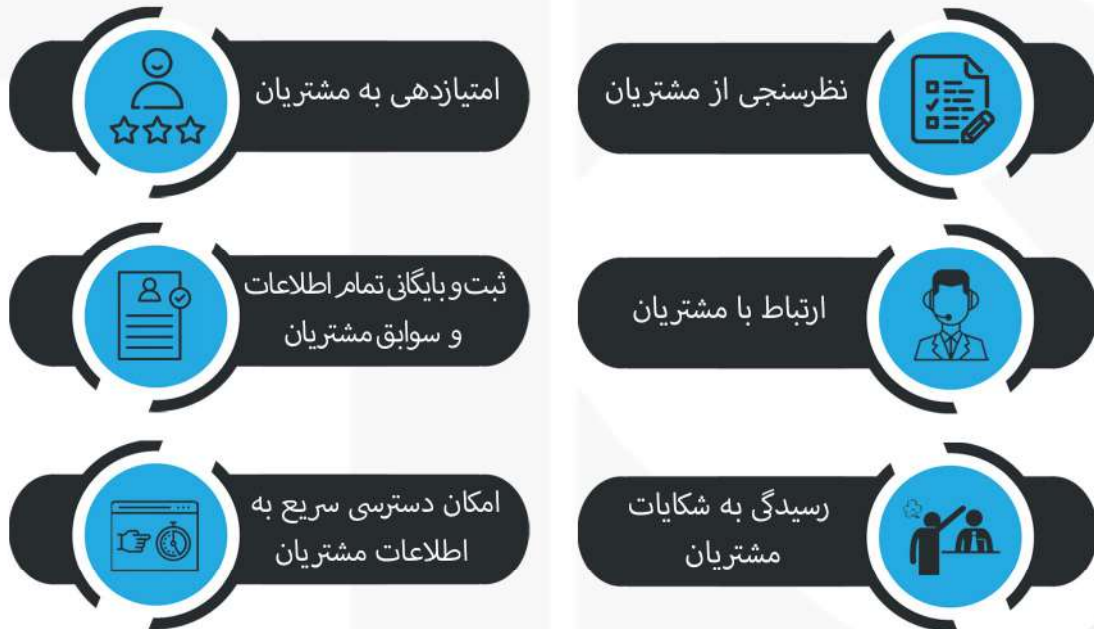 نظرسنجی از مشتریان
امتیازدهی به مشتریان
ارتباط با مشتریان
ثبت و بایگانی تمام اطلاعات
و سوابق مشتریان
رسیدگی به شکایات
مشتریان
امکان دسترسی سریع به
اطلاعات مشتریان